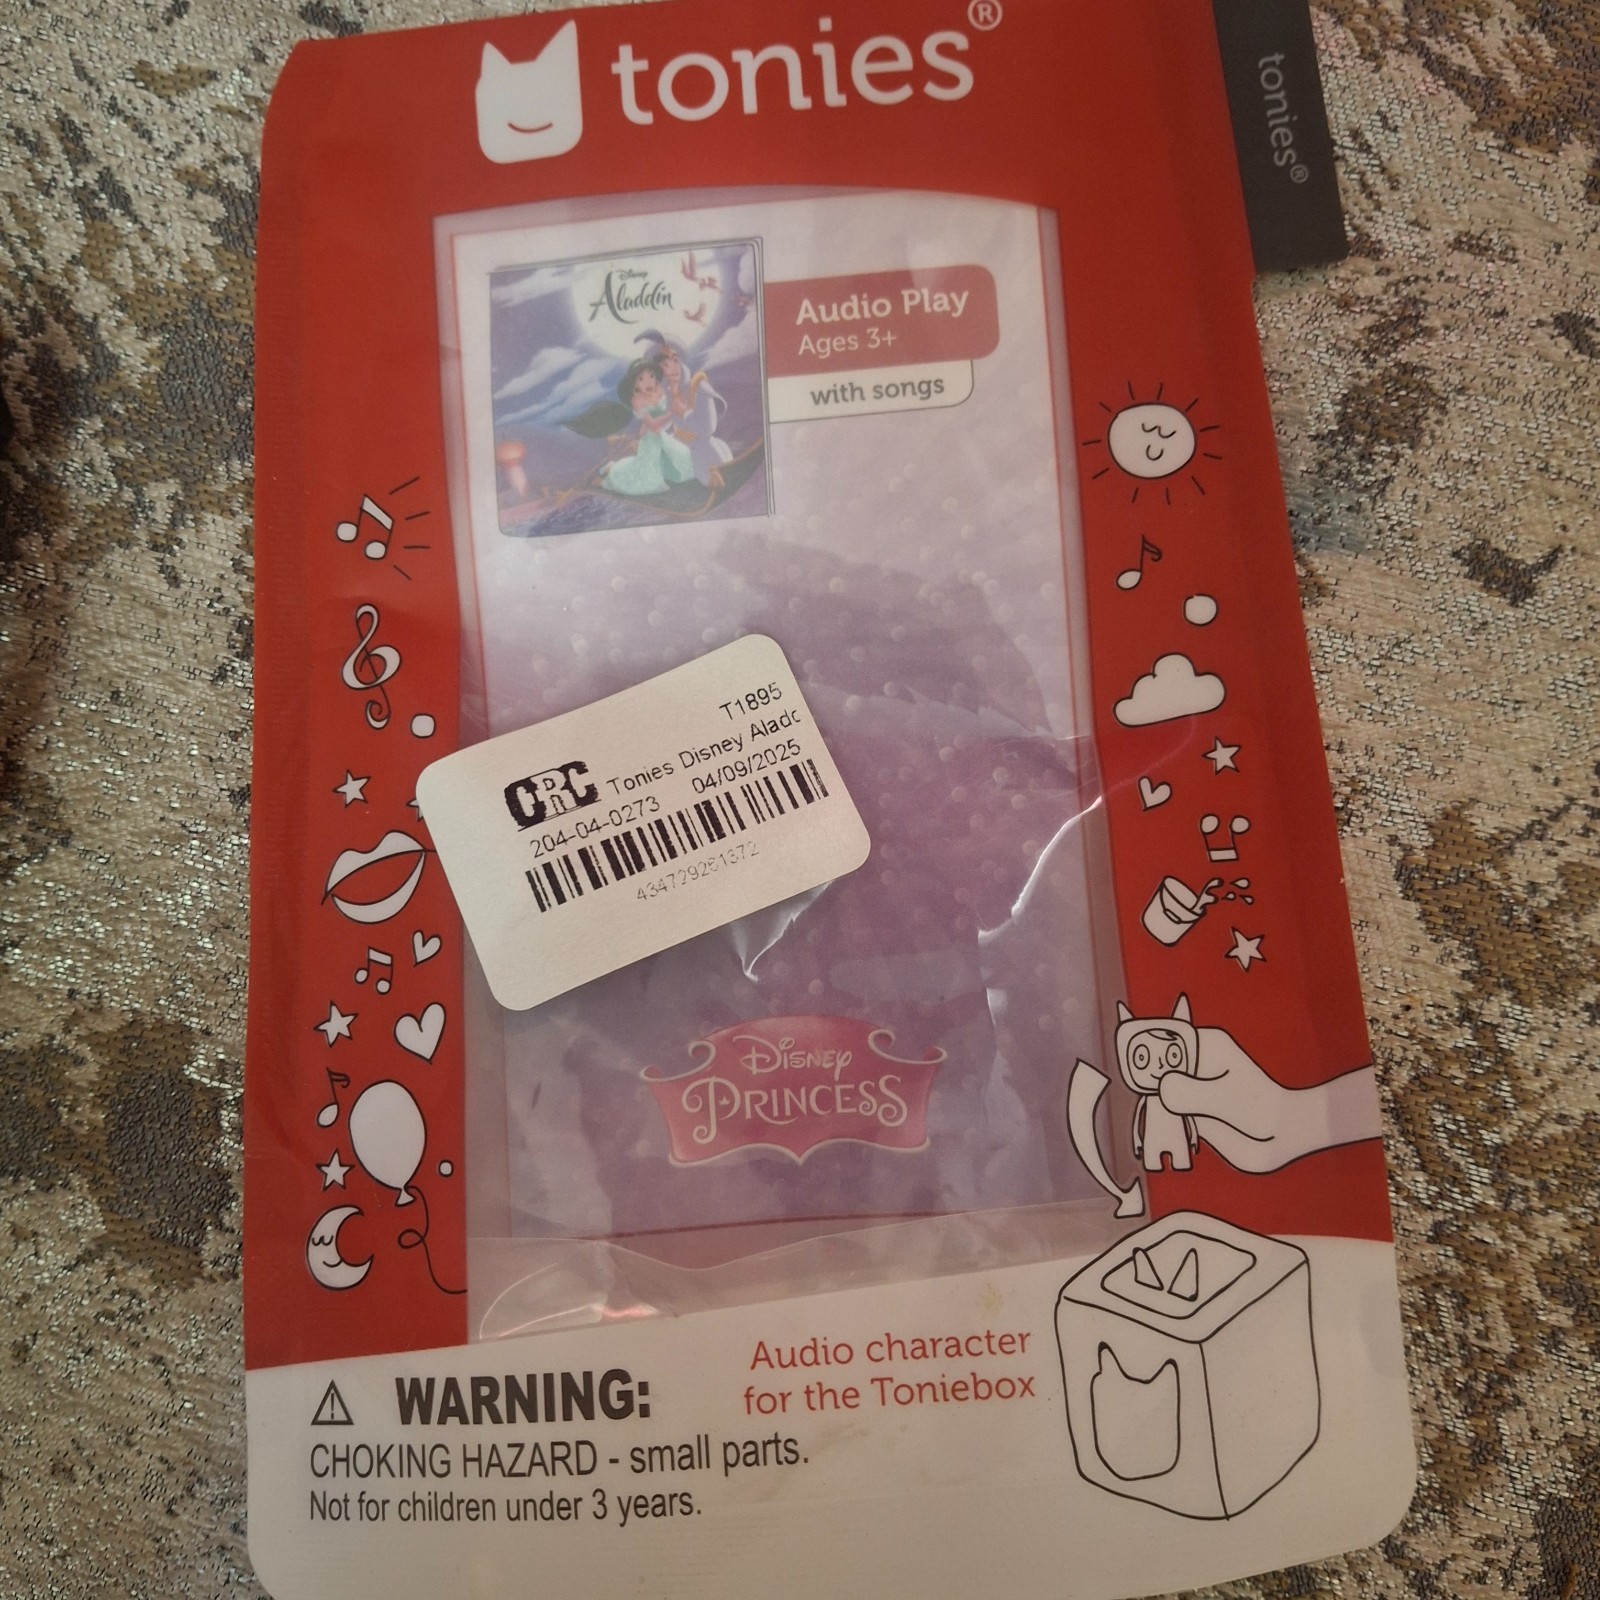 tonies®
tonies®
Disney
Aladdin
Audio Play
Ages 3+
with songs
T1895
CRC Tonies Disney Aladd
204-04-0273 04/09/2025
Disney
PRINCESS
Audio character
for the Toniebox
WARNING:
CHOKING HAZARD - small parts.
Not for children under 3 years.